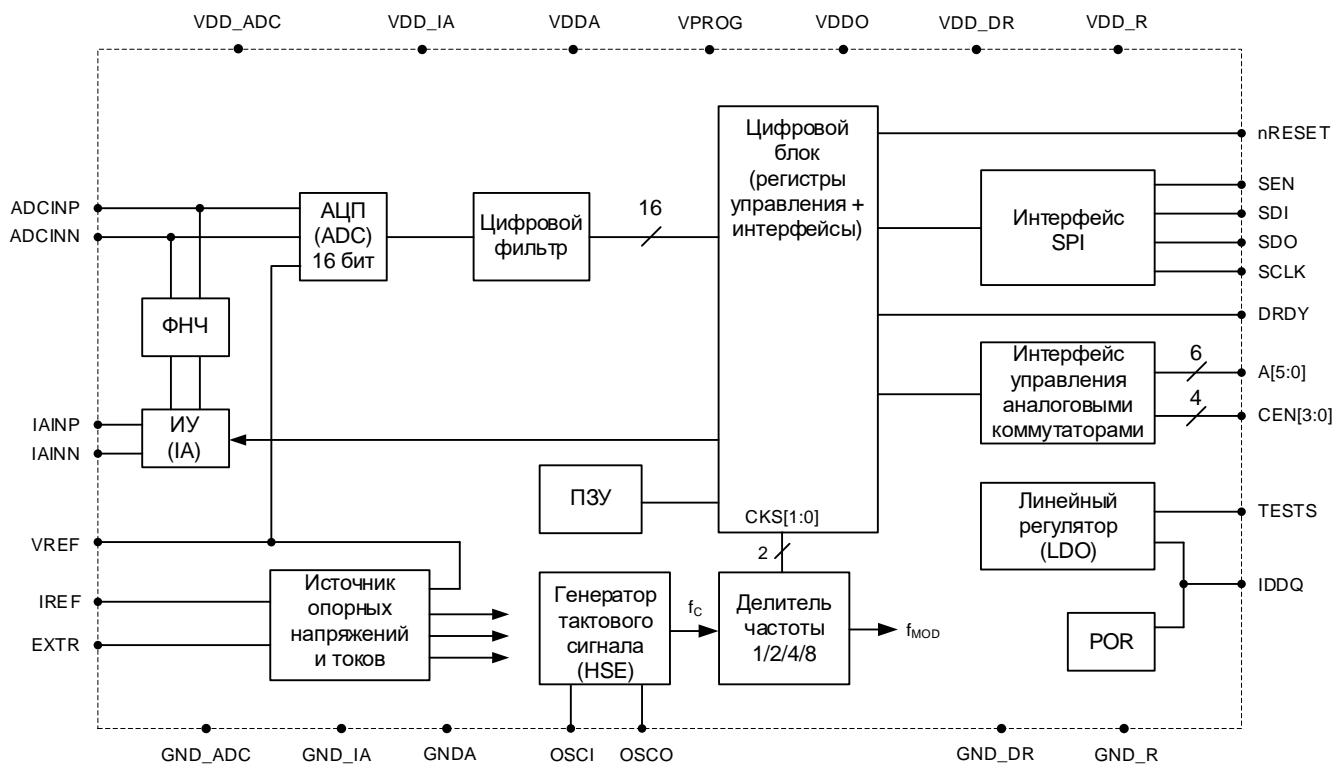 VDD_ADC
VDD_IA
VDDA
VPROG
VDDO
VDD_DR
VDD_R
ADCINP
ADCINN
IAINP
IAINN
VREF
IREF
EXTR
АЦП
(ADC)
16 бит
Цифровой
фильтр
16
ФНЧ
ИУ
(IA)
Цифровой
блок
(регистры
управления +
интерфейсы)
CKS[1:0]
2
ПЗУ
Источник
опорных
напряжений
и токов
Генератор
тактового
сигнала
(HSE)
fC
Делитель
частоты
1/2/4/8
fMOD
Интерфейс
SPI
Интерфейс
управления
аналоговыми
коммутаторами
6
4
Линейный
регулятор
(LDO)
POR
nRESET
SEN
SDI
SDO
SCLK
DRDY
A[5:0]
CEN[3:0]
TESTS
IDDQ
GND_ADC
GND_IA
GNDA
OSCI
OSCO
GND_DR
GND_R